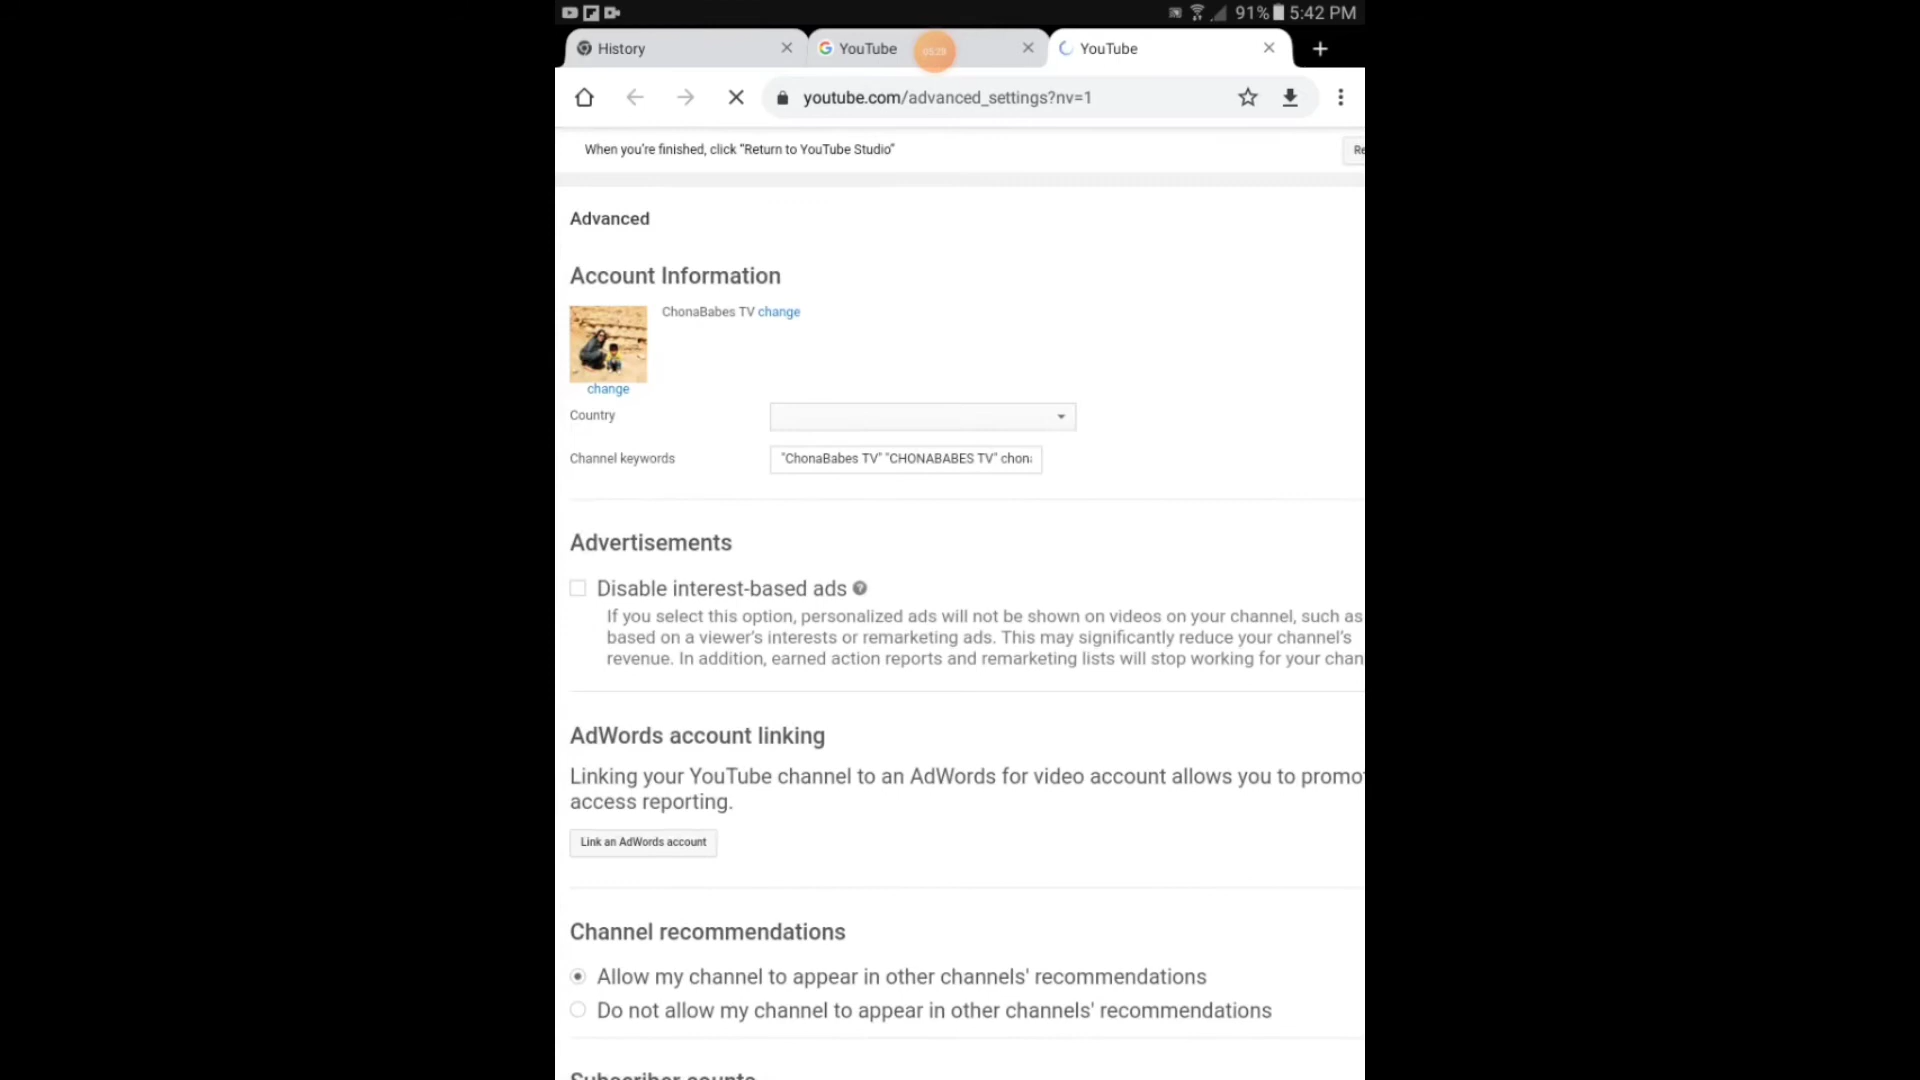 91% 5:42 PM
History
YouTube
05:29
YouTube
youtube.com/advanced_settings?nv=1
When you're finished, click "Return to YouTube Studio"
Re
Advanced
Account Information
ChonaBabes TV change
change
Country
Channel keywords
"ChonaBabes TV" "CHONABABES TV" chona
Advertisements
Disable interest-based ads
If you select this option, personalized ads will not be shown on videos on your channel, such as
based on a viewer's interests or remarketing ads. This may significantly reduce your channel's
revenue. In addition, earned action reports and remarketing lists will stop working for your chan
AdWords account linking
Linking your YouTube channel to an AdWords for video account allows you to promo
access reporting.
Link an AdWords account
Channel recommendations
Allow my channel to appear in other channels' recommendations
Do not allow my channel to appear in other channels' recommendations
Subscriber counts